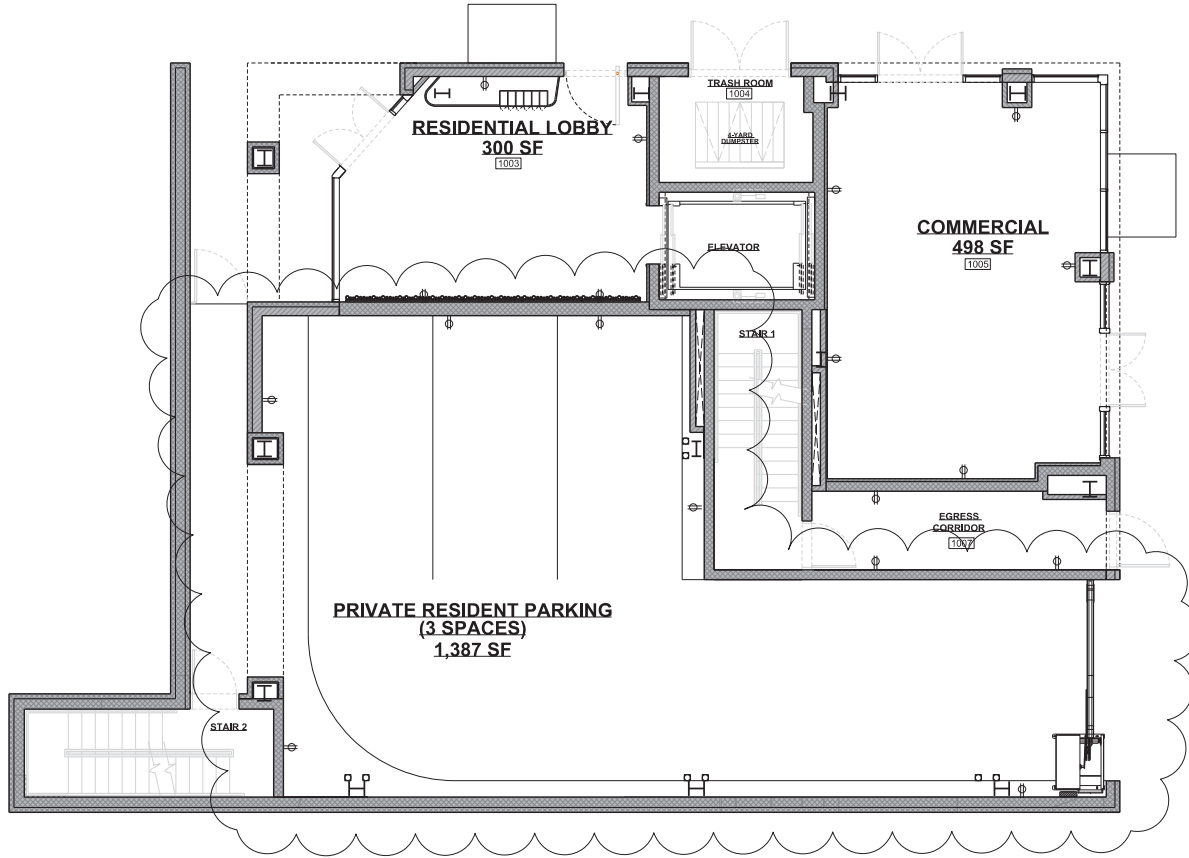 TRASH ROOM
1004
4-YARD
DUMPSTER
RESIDENTIAL LOBBY
300 SF
1003
COMMERCIAL
498 SF
1005
ELEVATOR
STAIR 1
EGRESS
CORRIDOR
1007
PRIVATE RESIDENT PARKING
(3 SPACES)
1,387 SF
STAIR 2